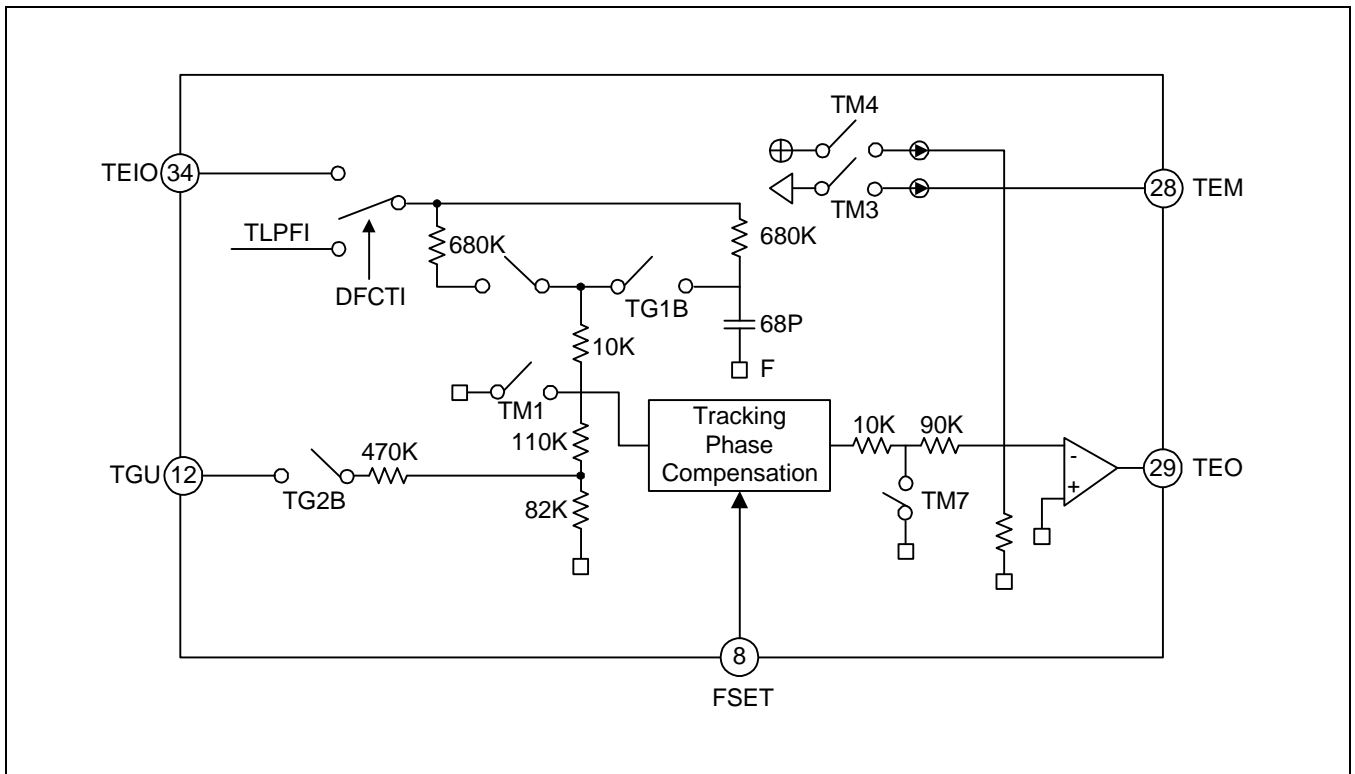 TM4
TEIO
34
28
TEM
TM3
TLPFI
680K
680K
DFCTI
TG1B
68P
10K
F
TM1
Tracking
Phase
Compensation
10K
90K
110K
470K
TGU
12
-
+
29
TEO
TG2B
TM7
82K
8
FSET